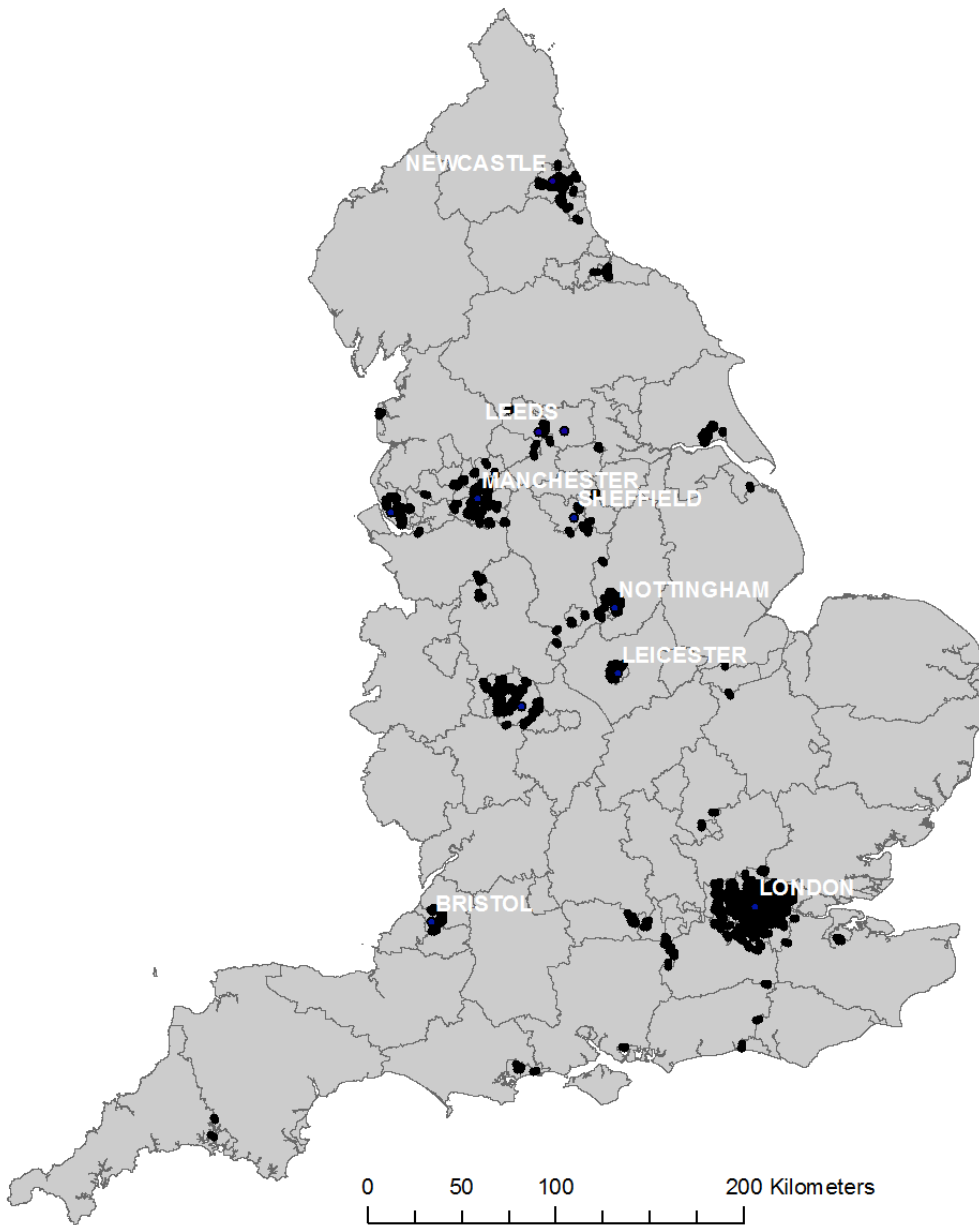 NEWCASTLE
LEEDS
MANCHESTER
SHEFFIELD
NOTTINGHAM
LEICESTER
LONDON
BRISTOL
0 50 100 200 Kilometers